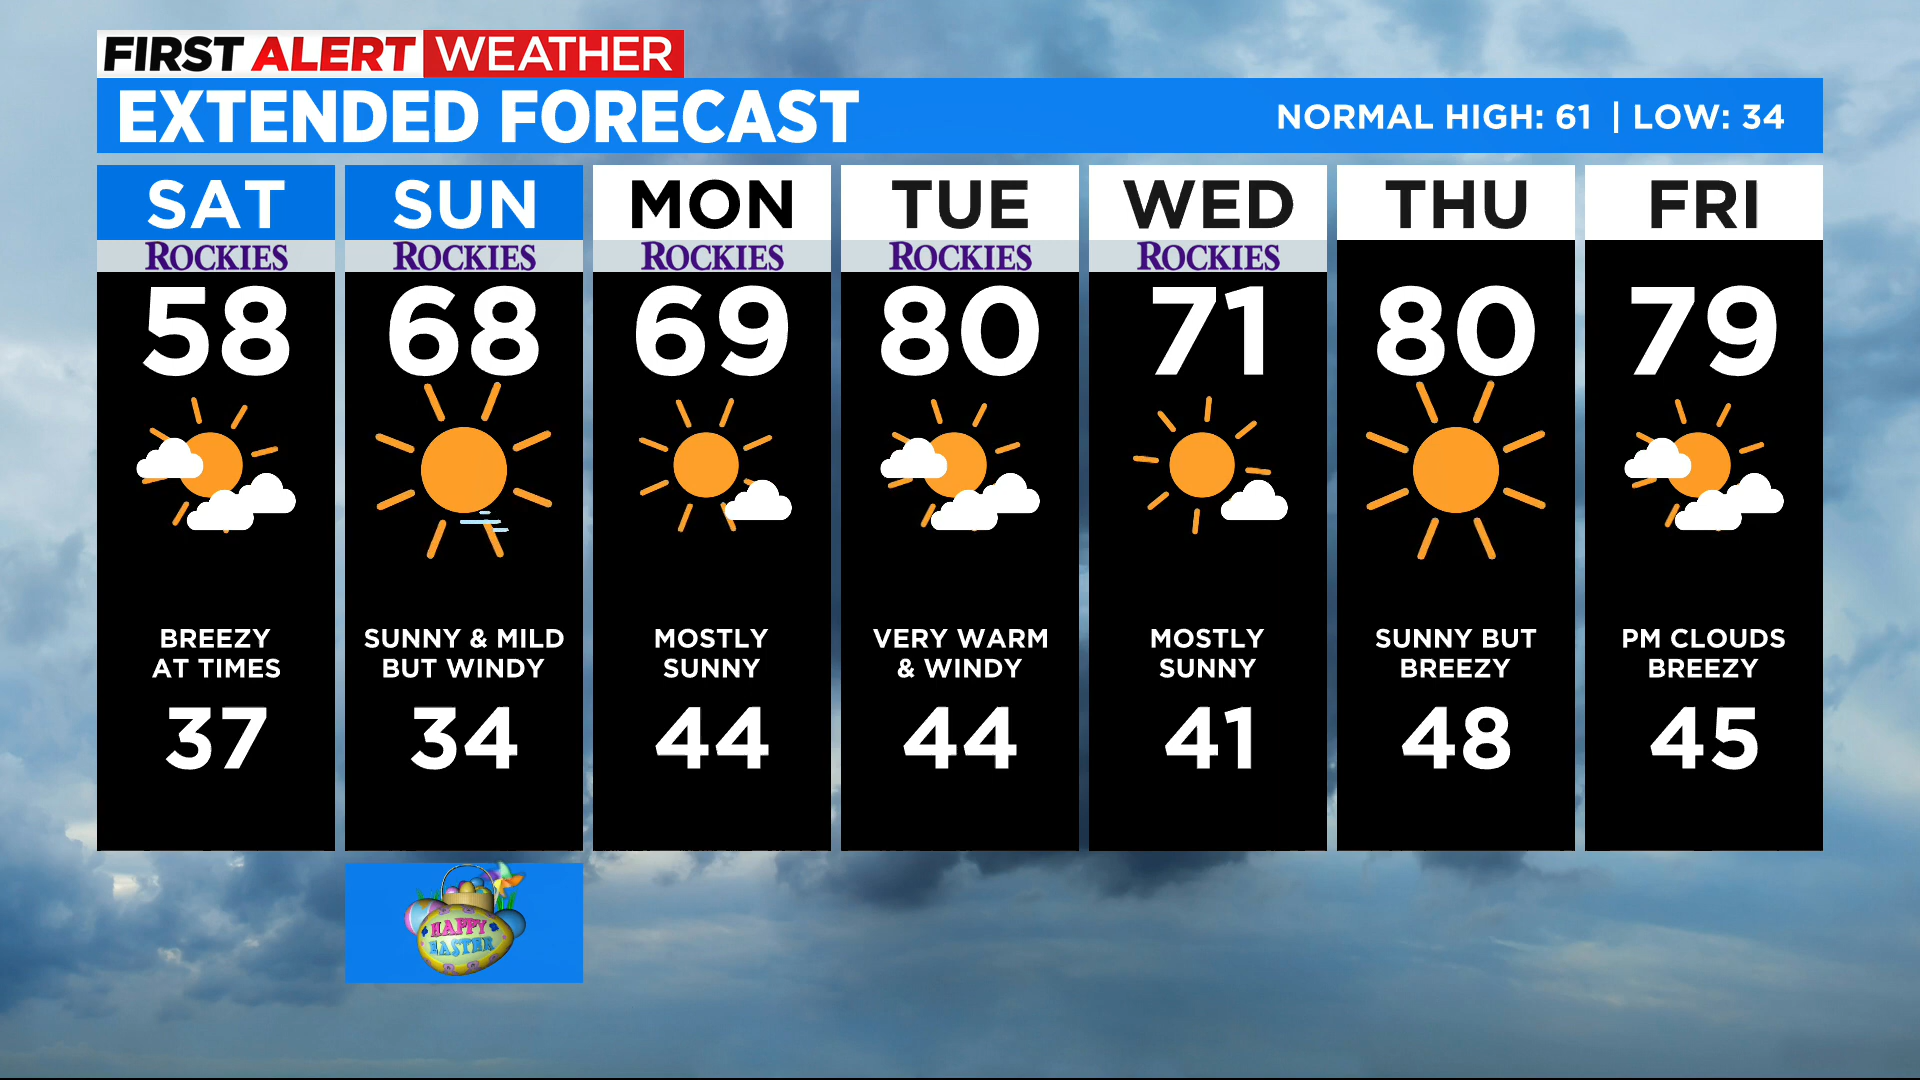 FIRST ALERT WEATHER
EXTENDED FORECAST
NORMAL HIGH: 61 | LOW: 34
SAT
ROCKIES
58
BREEZY
AT TIMES
37
SUN
ROCKIES
68
SUNNY & MILD
BUT WINDY
34
HAPPY
EASTER
MON
ROCKIES
69
MOSTLY
SUNNY
44
TUE
ROCKIES
80
VERY WARM
& WINDY
44
WED
ROCKIES
71
MOSTLY
SUNNY
41
THU
80
SUNNY BUT
BREEZY
48
FRI
79
PM CLOUDS
BREEZY
45